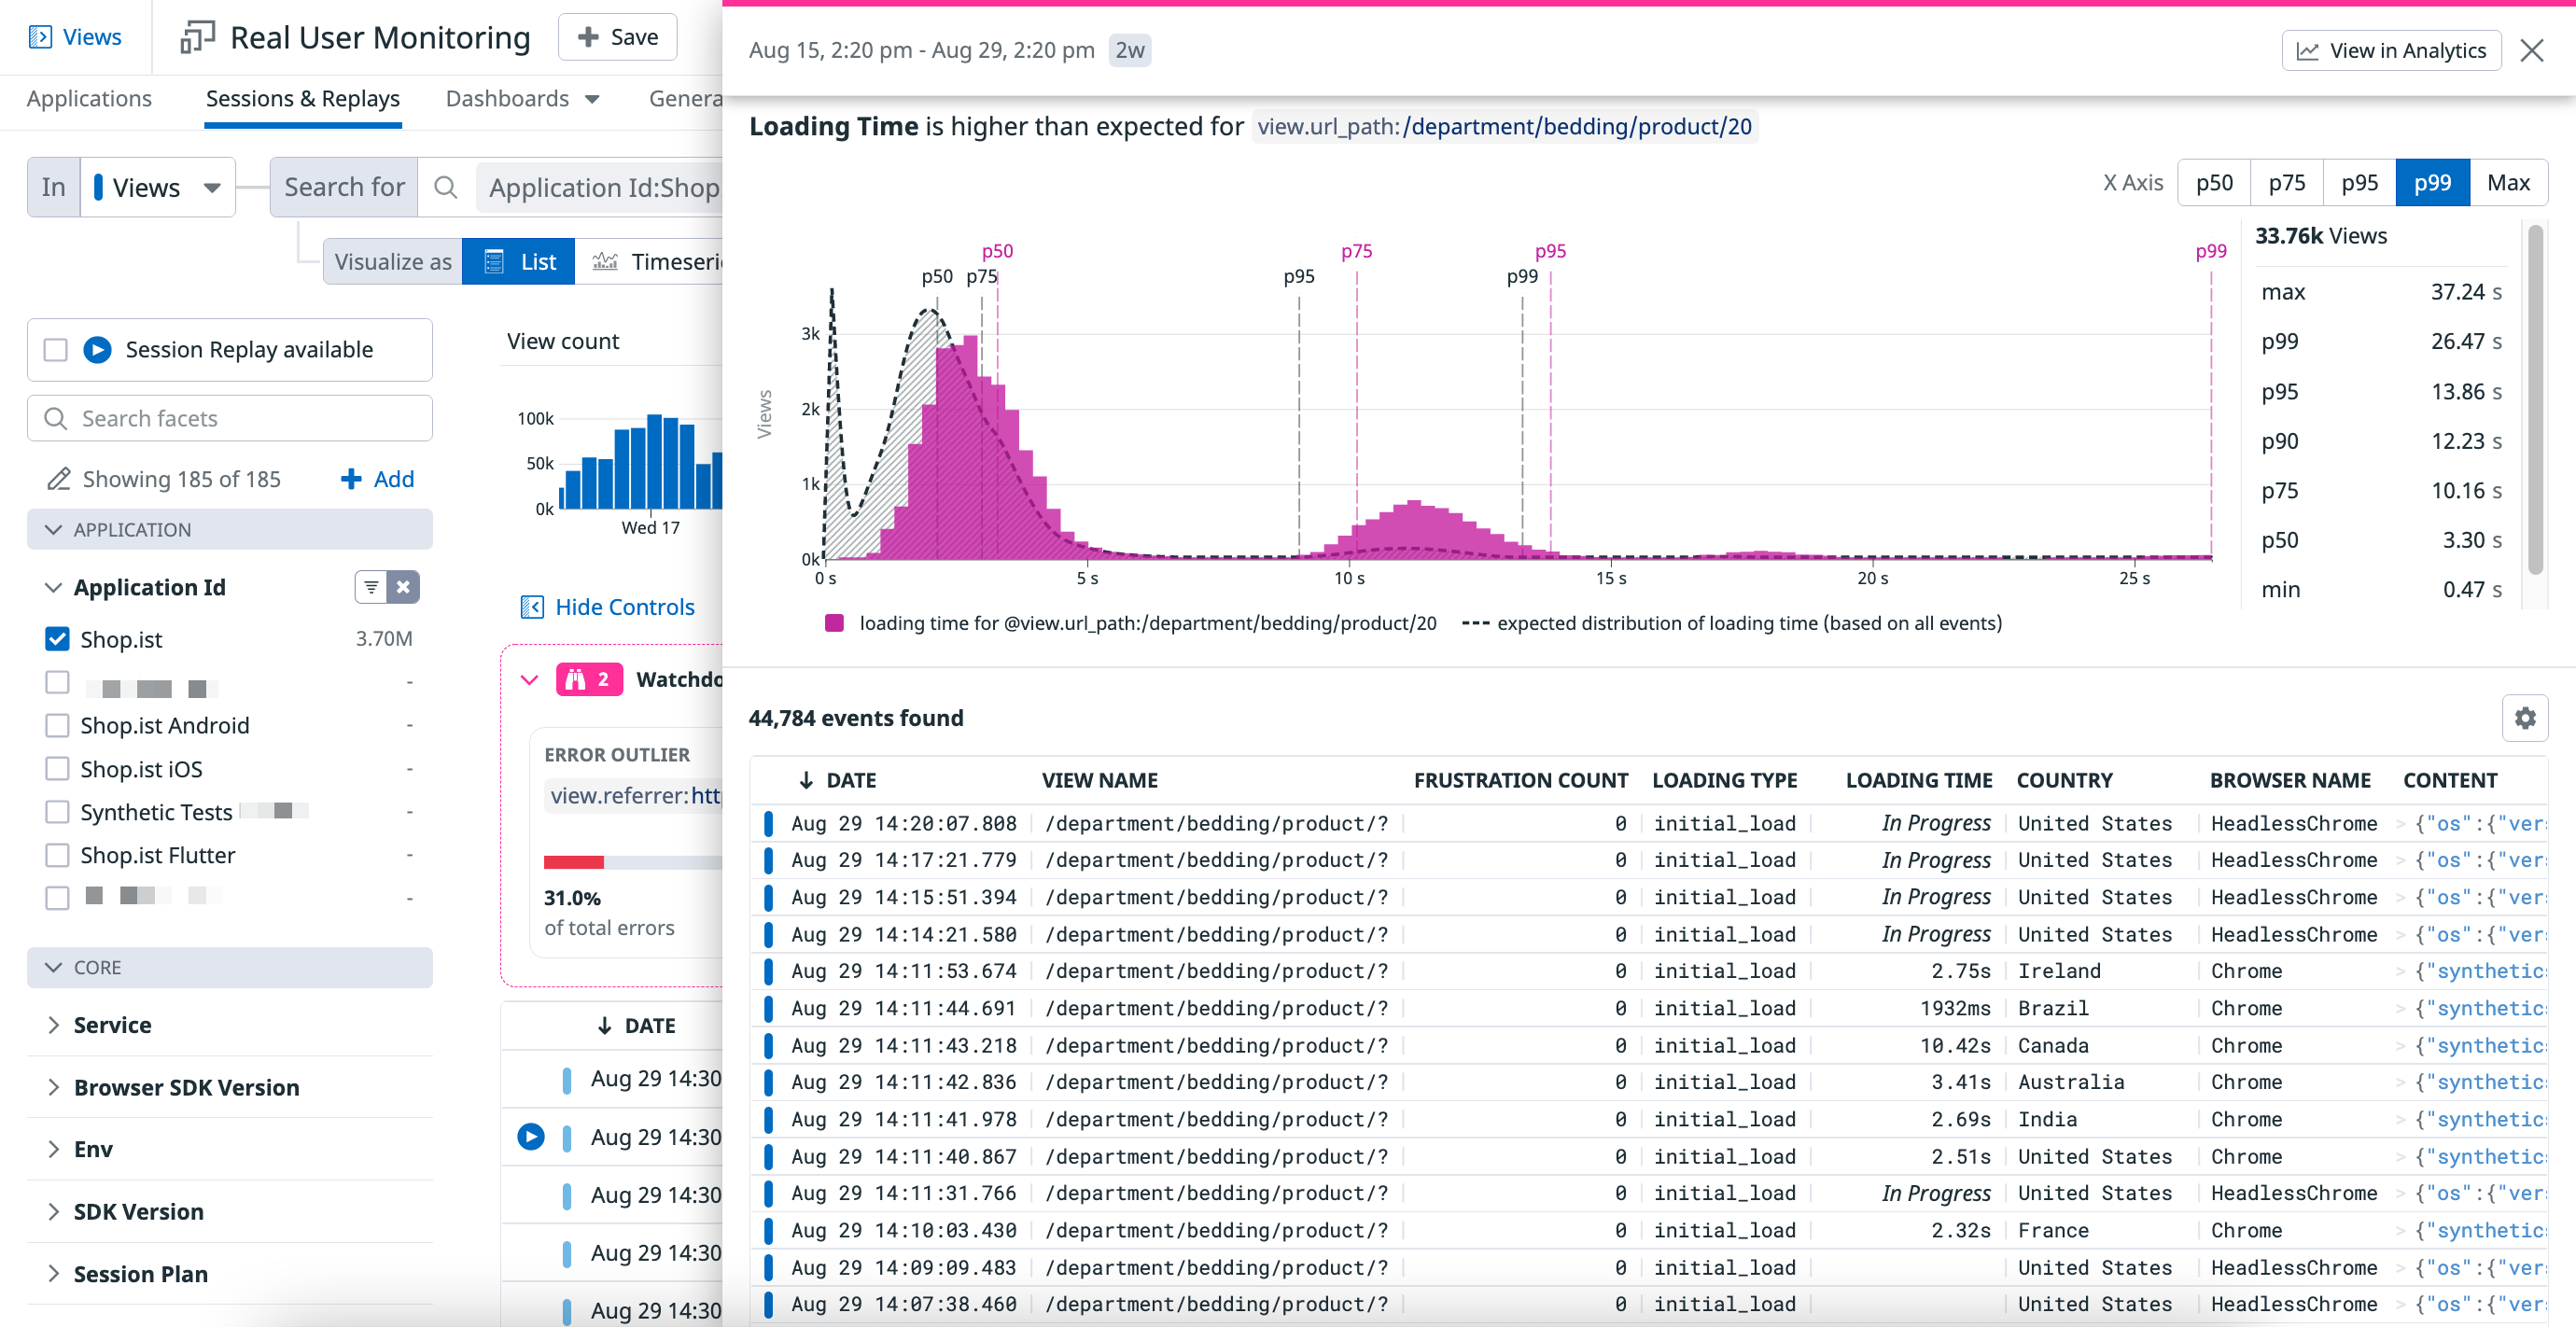 Views
Real User Monitoring
Save
Applications
Sessions & Replays
Dashboards
Genera
In
Views
Search for
Application Id:Shop
Visualize as
List
Timeseri
Session Replay available
Search facets
Showing 185 of 185
Add
APPLICATION
Application Id
Shop.ist
3.70M
-
Shop.ist Android
-
Shop.ist iOS
-
Synthetic Tests
-
Shop.ist Flutter
-
-
CORE
Service
Browser SDK Version
Env
SDK Version
Session Plan
View count
100k
50k
0k
Wed 17
Hide Controls
2
Watchdo
ERROR OUTLIER
view.referrer:htt
31.0%
of total errors
DATE
Aug 29 14:30
Aug 29 14:30
Aug 29 14:30
Aug 29 14:30
Aug 29 14:30
Aug 15, 2:20 pm - Aug 29, 2:20 pm 2w
View in Analytics
Loading Time is higher than expected for view.url_path:/department/bedding/product/20
X Axis p50 p75 p95 p99 Max
p50 p75 p95 p99
p50 p75 p95 p99
Views
3k
2k
1k
0k
0 s 5 s 10 s 15 s 20 s 25 s
loading time for @view.url_path:/department/bedding/product/20 expected distribution of loading time (based on all events)
33.76k Views
max 37.24 s
p99 26.47 s
p95 13.86 s
p90 12.23 s
p75 10.16 s
p50 3.30 s
min 0.47 s
44,784 events found
DATE VIEW NAME FRUSTRATION COUNT LOADING TYPE LOADING TIME COUNTRY BROWSER NAME CONTENT
Aug 29 14:20:07.808 /department/bedding/product/? 0 initial_load In Progress United States HeadlessChrome > {"os":{"ver
Aug 29 14:17:21.779 /department/bedding/product/? 0 initial_load In Progress United States HeadlessChrome > {"os":{"ver
Aug 29 14:15:51.394 /department/bedding/product/? 0 initial_load In Progress United States HeadlessChrome > {"os":{"ver
Aug 29 14:14:21.580 /department/bedding/product/? 0 initial_load In Progress United States HeadlessChrome > {"os":{"ver
Aug 29 14:11:53.674 /department/bedding/product/? 0 initial_load 2.75s Ireland Chrome > {"synthetic
Aug 29 14:11:44.691 /department/bedding/product/? 0 initial_load 1932ms Brazil Chrome > {"synthetic
Aug 29 14:11:43.218 /department/bedding/product/? 0 initial_load 10.42s Canada Chrome > {"synthetic
Aug 29 14:11:42.836 /department/bedding/product/? 0 initial_load 3.41s Australia Chrome > {"synthetic
Aug 29 14:11:41.978 /department/bedding/product/? 0 initial_load 2.69s India Chrome > {"synthetic
Aug 29 14:11:40.867 /department/bedding/product/? 0 initial_load 2.51s United States Chrome > {"synthetic
Aug 29 14:11:31.766 /department/bedding/product/? 0 initial_load In Progress United States HeadlessChrome > {"os":{"ver
Aug 29 14:10:03.430 /department/bedding/product/? 0 initial_load 2.32s France Chrome > {"synthetic
Aug 29 14:09:09.483 /department/bedding/product/? 0 initial_load United States HeadlessChrome > {"os":{"ver
Aug 29 14:07:38.460 /department/bedding/product/? 0 initial_load United States HeadlessChrome > {"os":{"ver